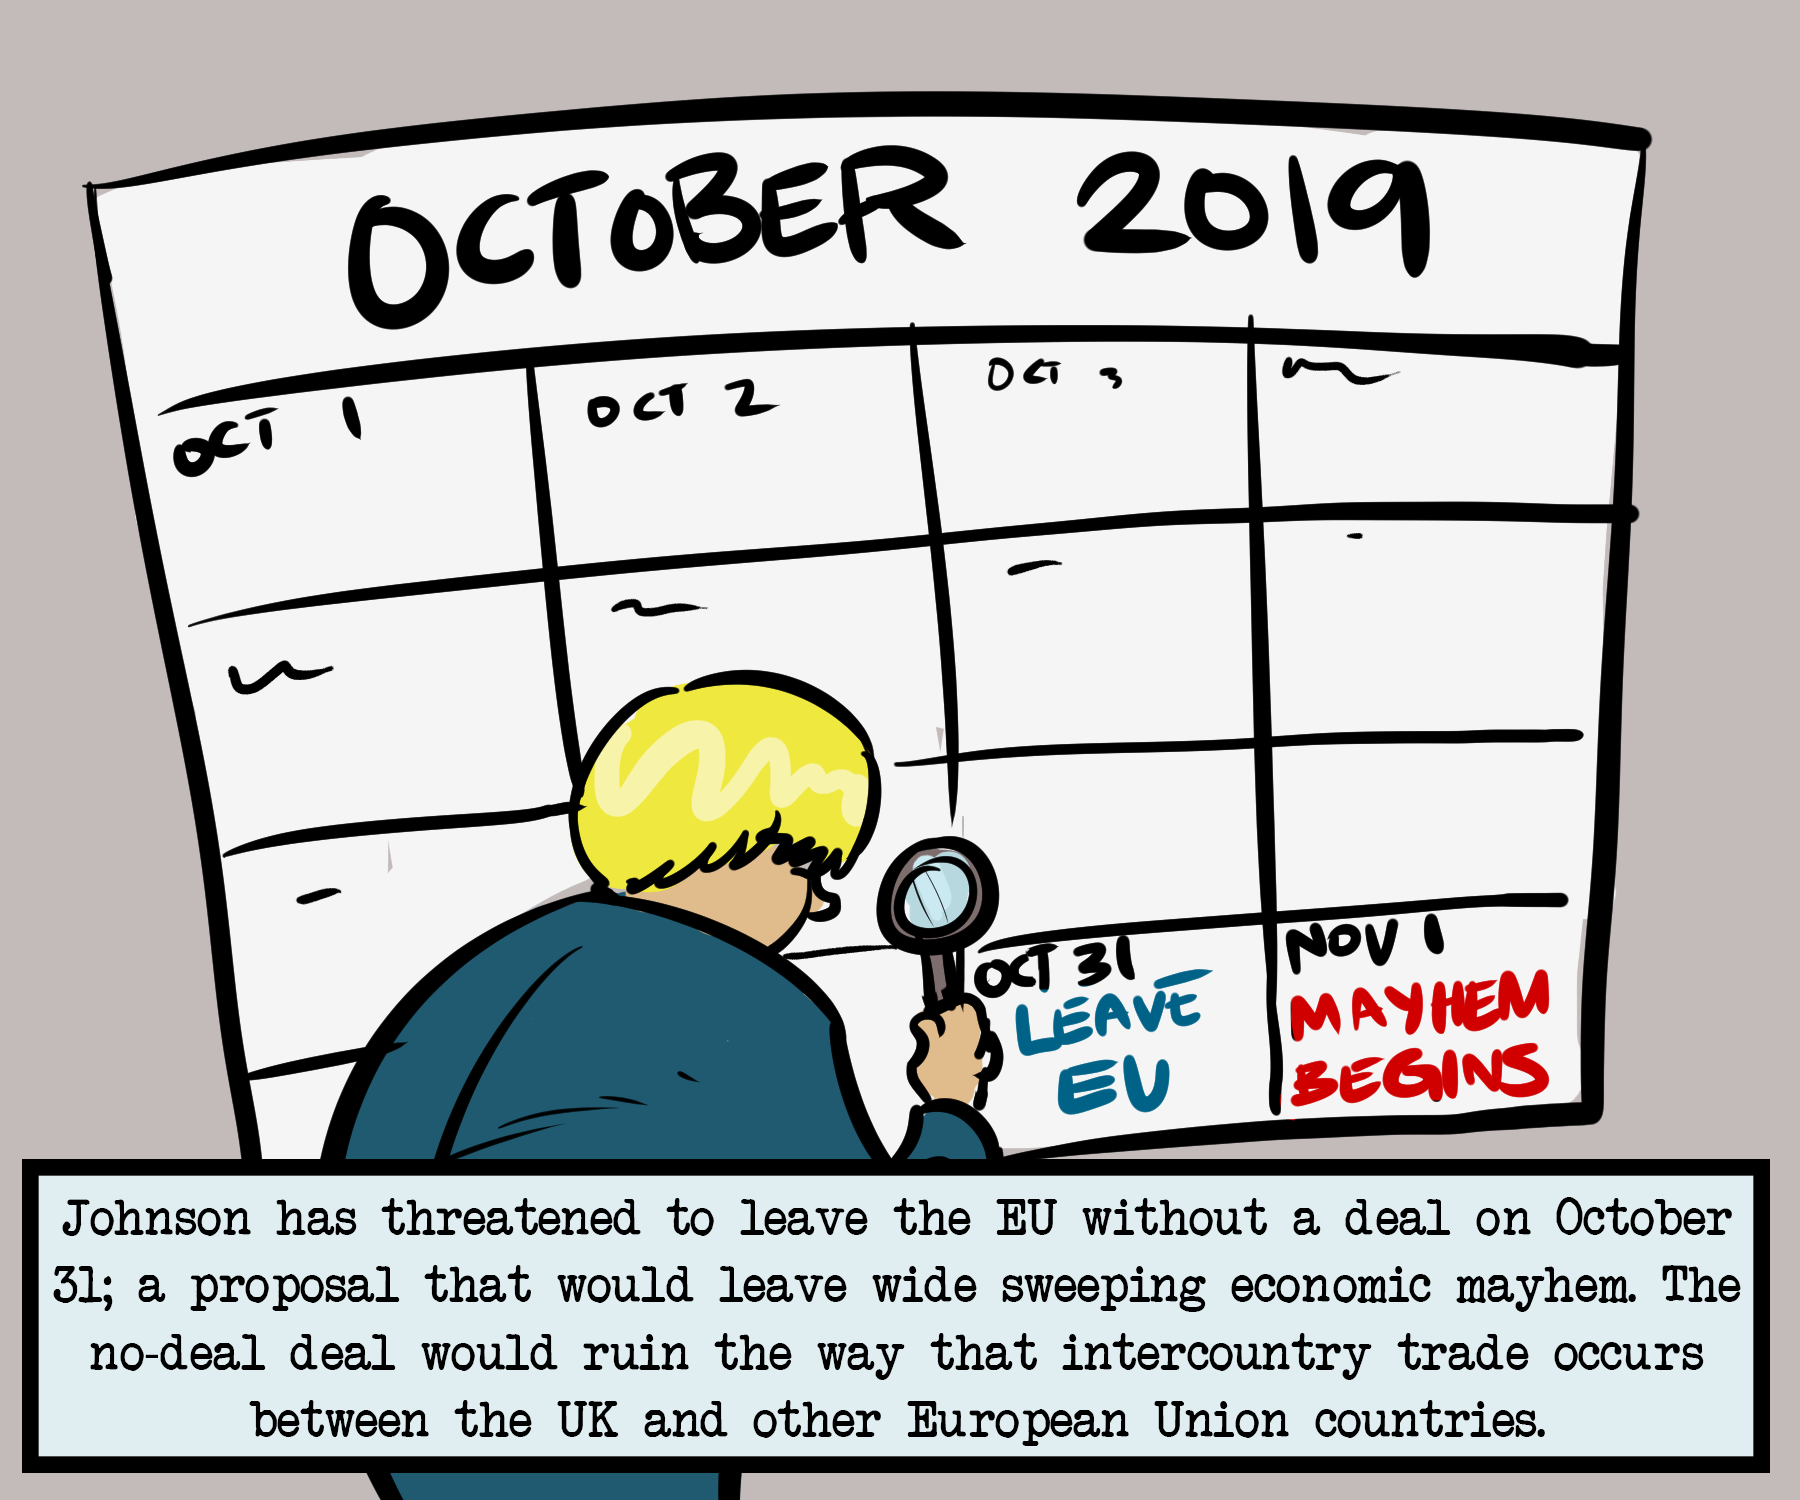 OCTOBER 2019
OCT 1
OCT 2
OCT 3
OCT 31
LEAVE
EU
NOV 1
MAYHEM
BEGINS
Johnson has threatened to leave the EU without a deal on October
31; a proposal that would leave wide sweeping economic mayhem. The
no-deal deal would ruin the way that intercountry trade occurs
between the UK and other European Union countries.